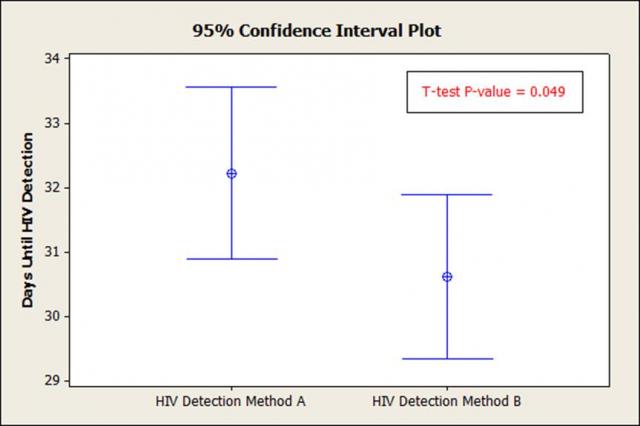 95% Confidence Interval Plot
34
T-test P-value = 0.049
33
32
31
30
29
Days Until HIV Detection
HIV Detection Method A
HIV Detection Method B